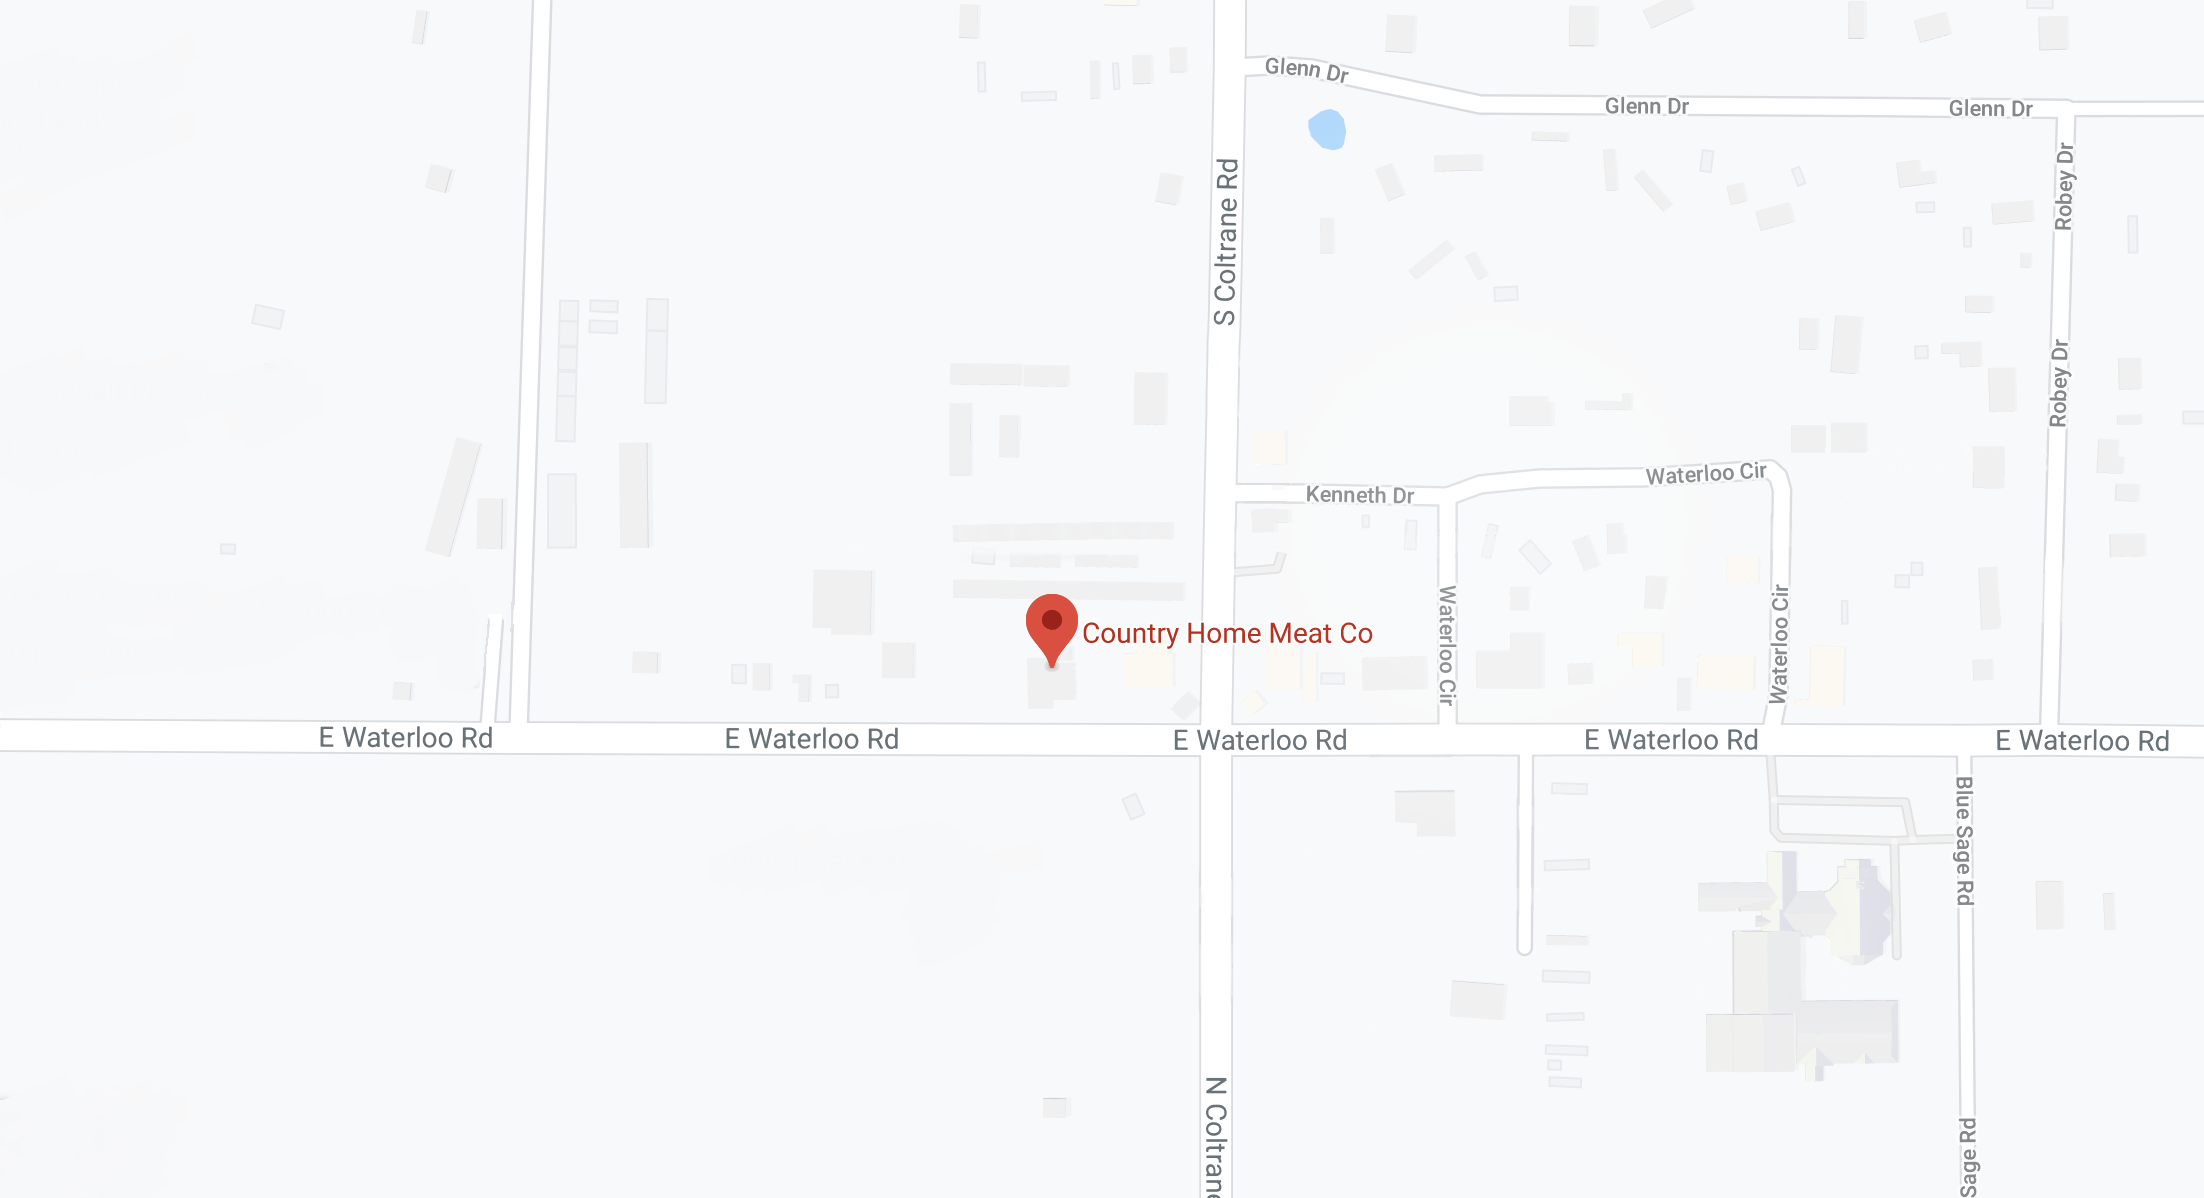 Glenn Dr
Glenn Dr
Glenn Dr
Robey Dr
S Coltrane Rd
Robey Dr
Waterloo Cir
Kenneth Dr
Waterloo Cir
Waterloo Cir
Country Home Meat Co
E Waterloo Rd
E Waterloo Rd
E Waterloo Rd
E Waterloo Rd
E Waterloo Rd
Blue Sage Rd
N Coltrane
Sage Rd